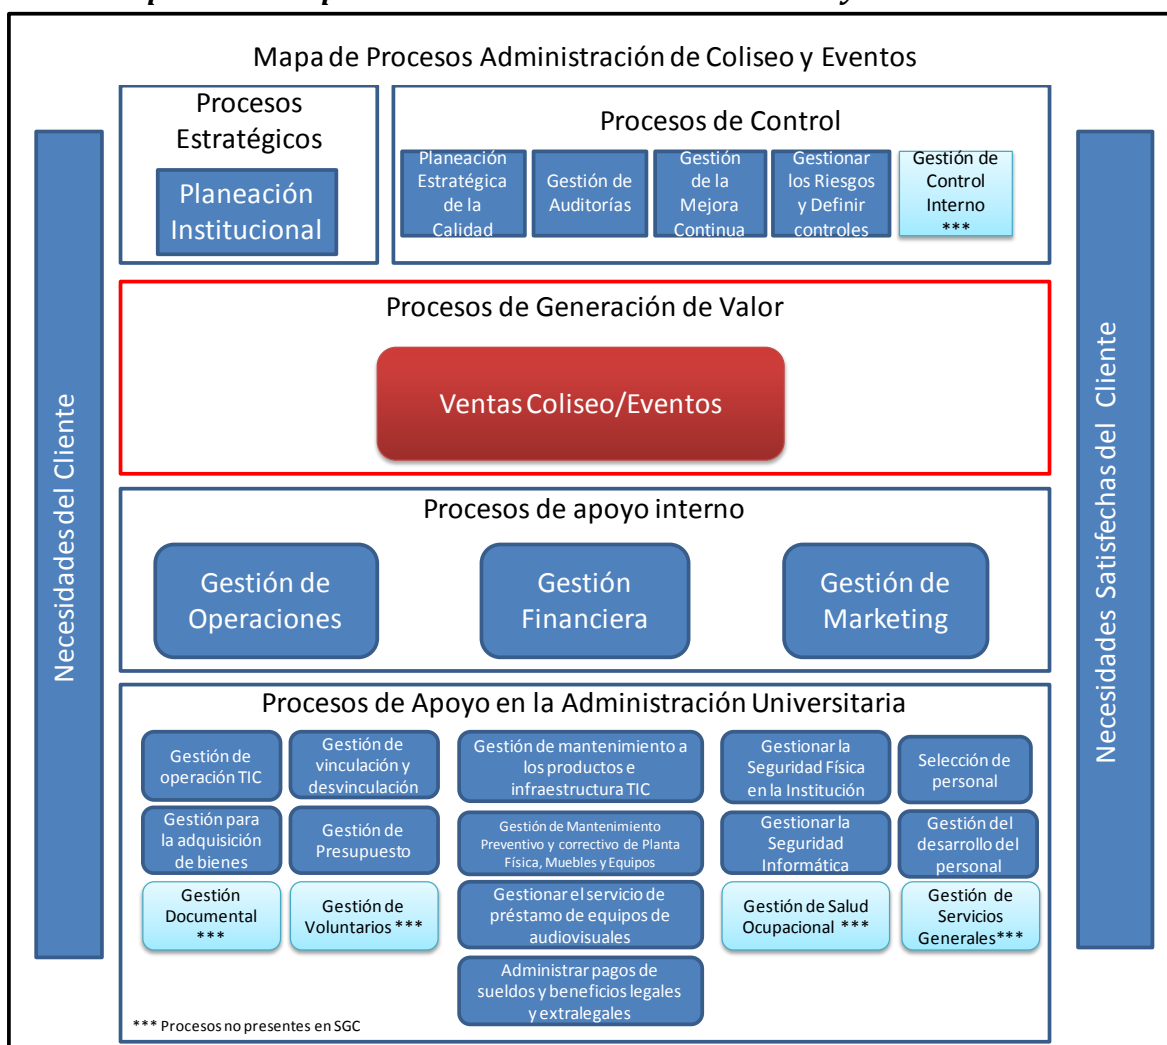 Mapa de Procesos Administración de Coliseo y Eventos
Procesos
Estratégicos
Planeación
Institucional
Procesos de Control
Planeación
Estratégica
de la
Calidad
Gestión de
Auditorías
Gestión
de la
Mejora
Continua
Gestionar
los Riesgos
y Definir
controles
Gestión de
Control
Interno
***
Necesidades del Cliente
Procesos de Generación de Valor
Ventas Coliseo/Eventos
Necesidades Satisfechas del Cliente
Procesos de apoyo interno
Gestión de
Operaciones
Gestión
Financiera
Gestión de
Marketing
Procesos de Apoyo en la Administración Universitaria
Gestión de
operación TIC
Gestión de
vinculación y
desvinculación
Gestión de mantenimiento a
los productos e
infraestructura TIC
Gestionar la
Seguridad Física
en la Institución
Selección de
personal
Gestión para
la adquisición
de bienes
Gestión de
Presupuesto
Gestión de Mantenimiento
Preventivo y correctivo de Planta
Física, Muebles y Equipos
Gestionar la
Seguridad
Informática
Gestión del
desarrollo del
personal
Gestión
Documental
***
Gestión de
Voluntarios ***
Gestionar el servicio de
préstamo de equipos de
audiovisuales
Gestión de Salud
Ocupacional ***
Gestión de
Servicios
Generales***
Administrar pagos de
sueldos y beneficios legales
y extralegales
*** Procesos no presentes en SGC